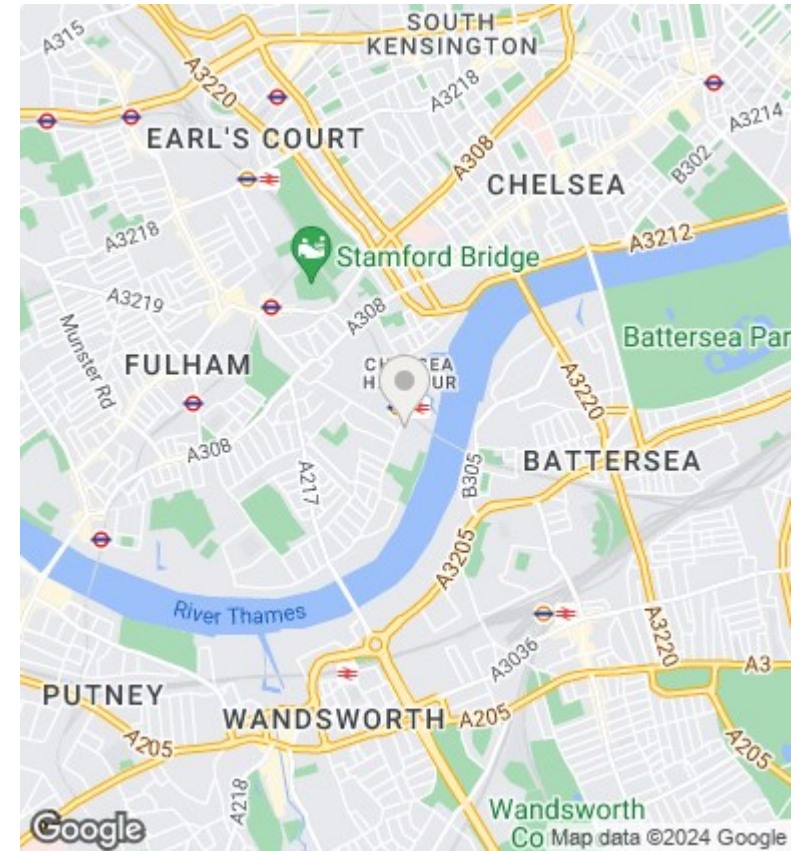 SOUTH
KENSINGTON
A315
A3220
A3218
A3214
EARL'S COURT
A308
B302
CHELSEA
A3218
A3212
Stamford Bridge
A3219
A308
Munster Rd
Battersea Par
FULHAM
A3220
A308
A217
B305
BATTERSEA
A3205
River Thames
A3036
A3220
A3
PUTNEY
WANDSWORTH
A205
A205
A205
A218
Wandsworth
Co
Google
Map data ©2024 Google